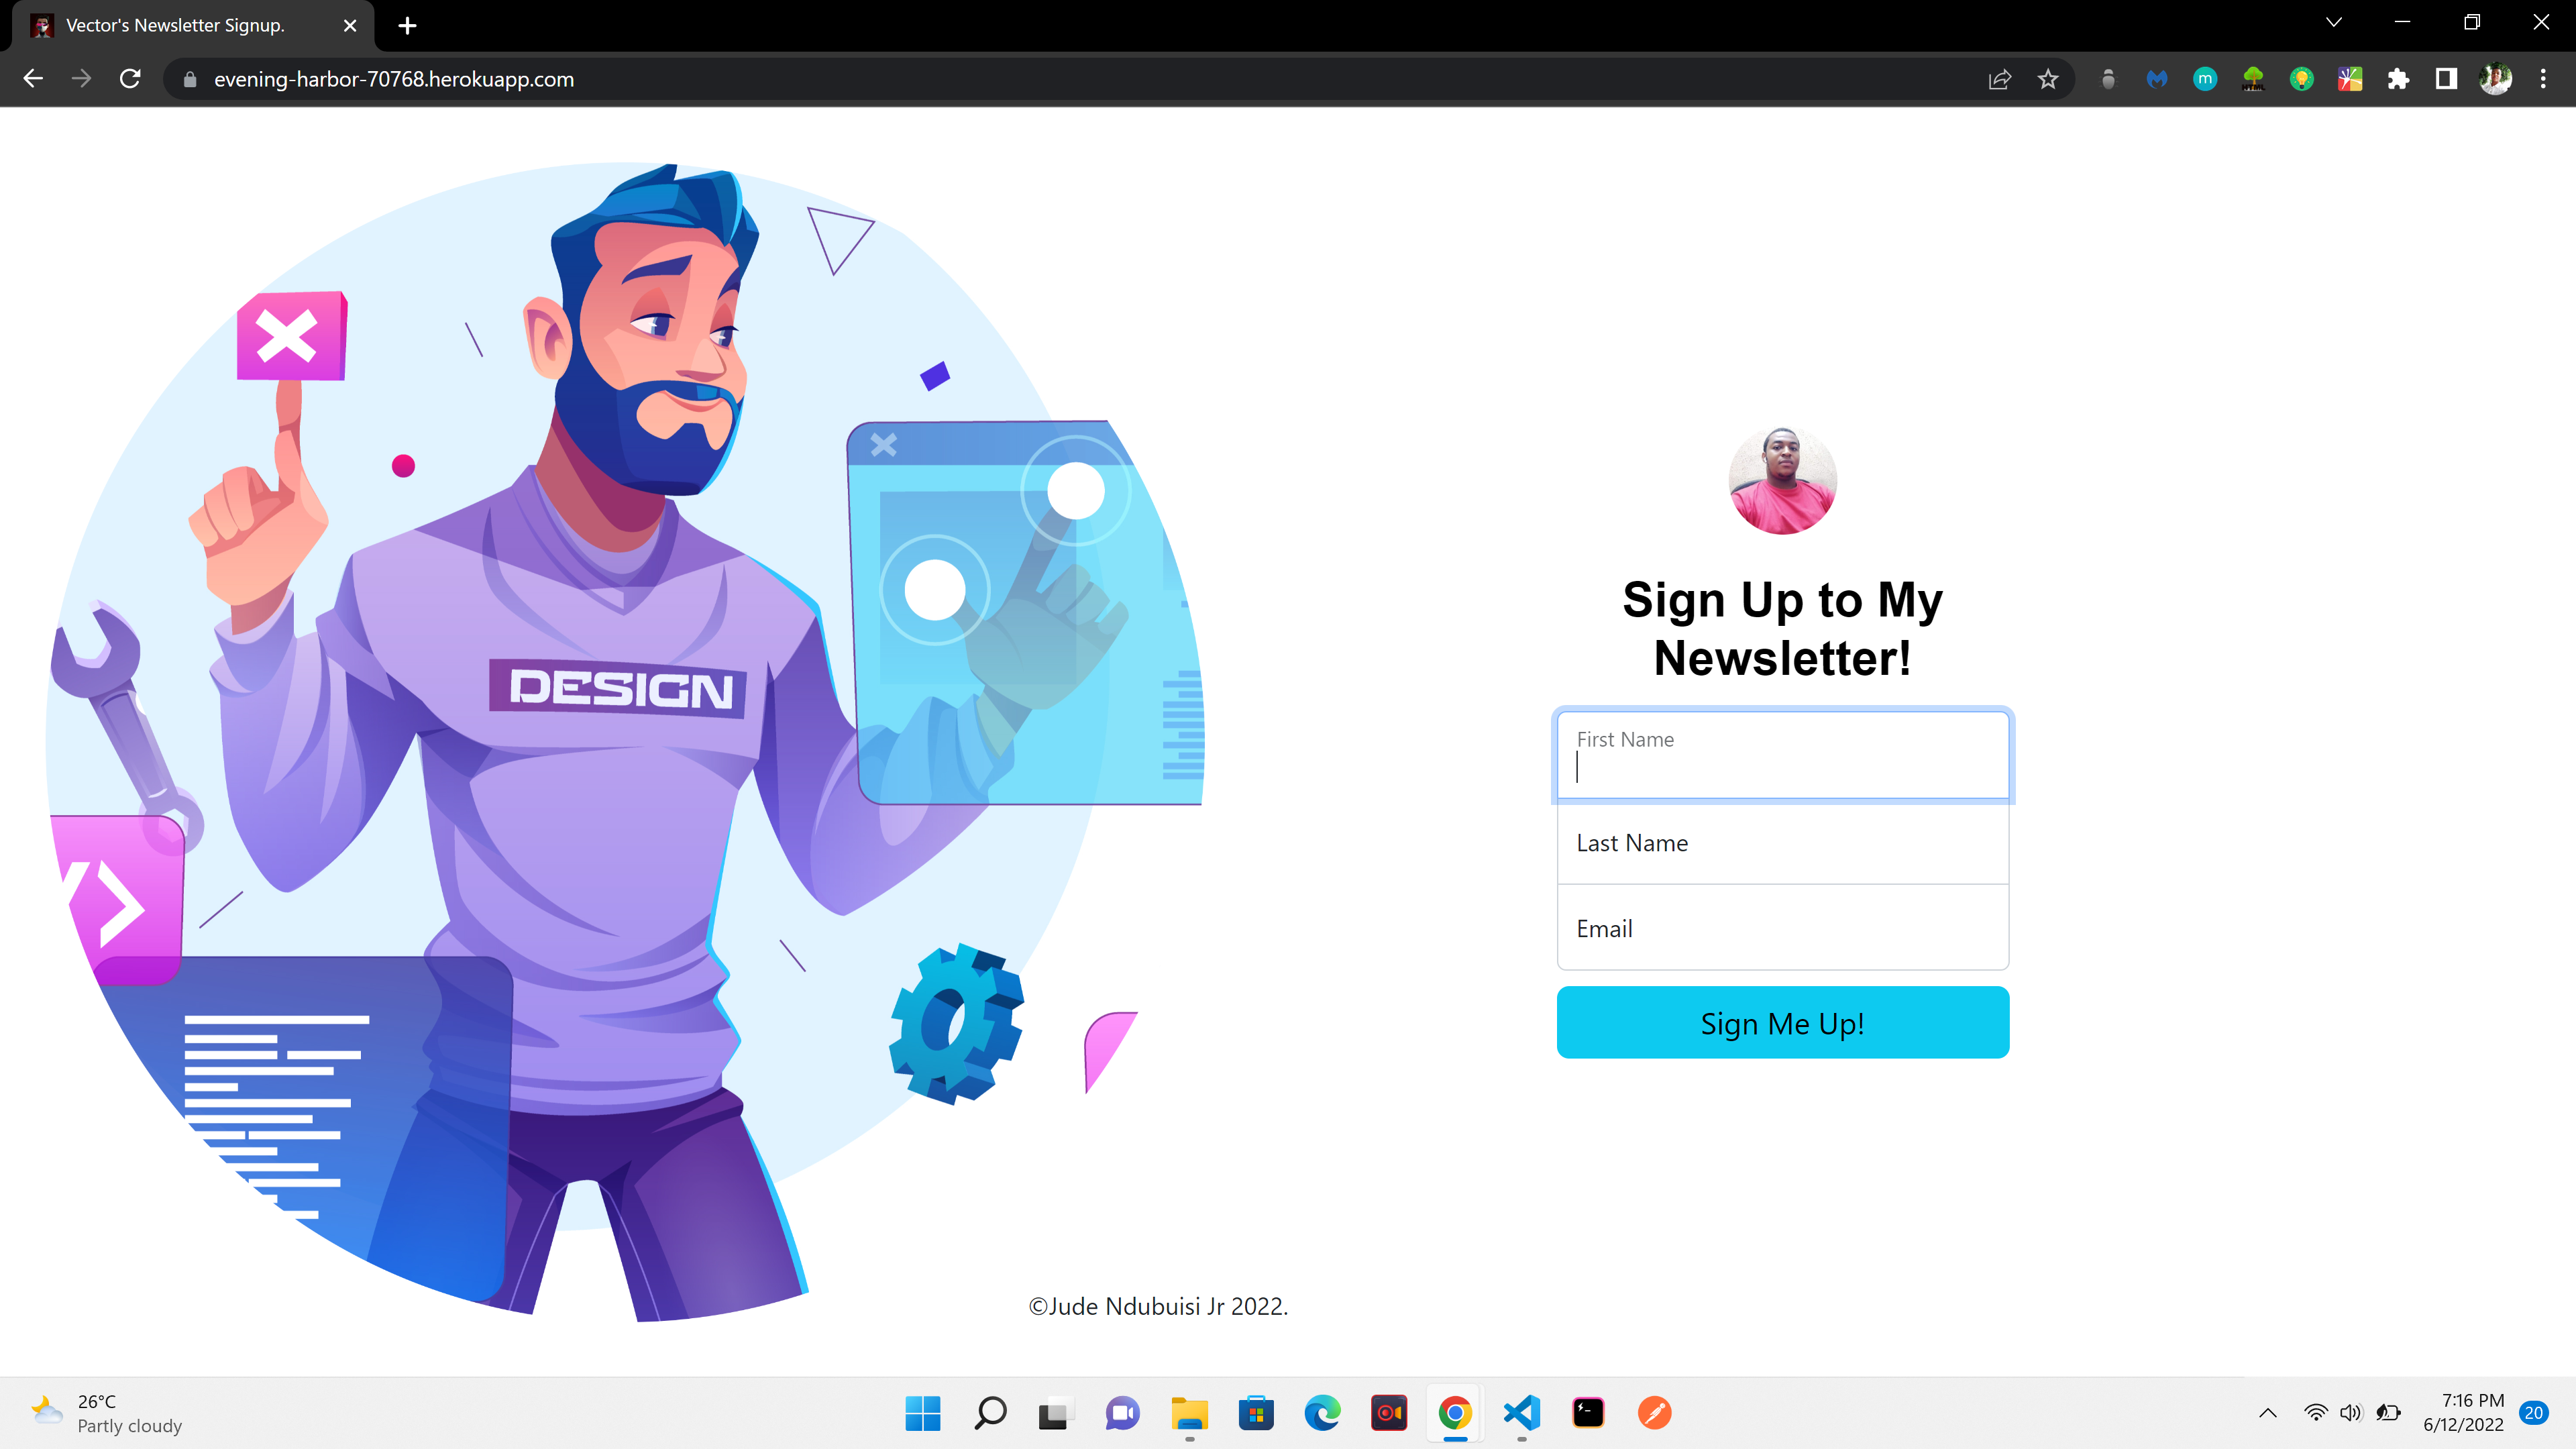 Vector's Newsletter Signup.
evening-harbor-70768.herokuapp.com
m
DESIGN
Sign Up to My
Newsletter!
First Name
Last Name
Email
Sign Me Up!
©Jude Ndubuisi Jr 2022.
26°C
Partly cloudy
7:16 PM
6/12/2022
20